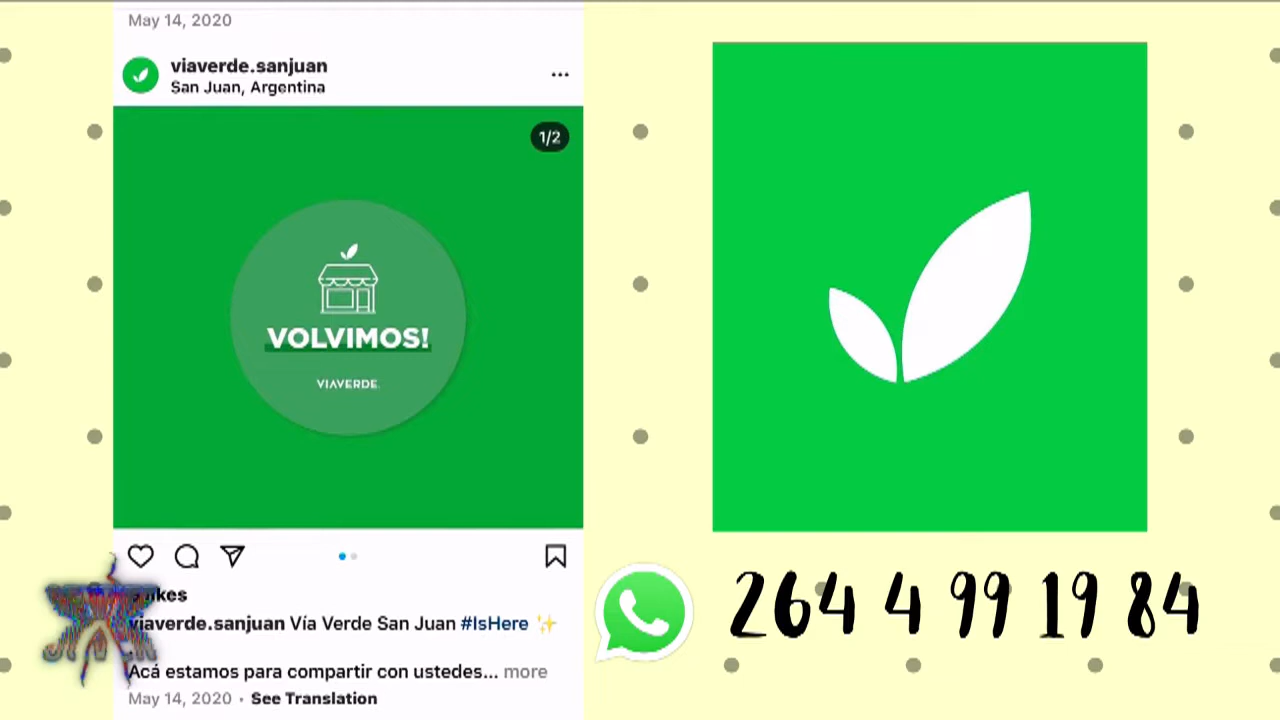 May 14, 2020
viaverde.sanjuan
San Juan, Argentina
1/2
VOLVIMOS!
VIAVERDE.
viaverde.sanjuan Vía Verde San Juan #IsHere ✨
.
Acá estamos para compartir con ustedes... more
May 14, 2020 • See Translation
264 4 99 19 84